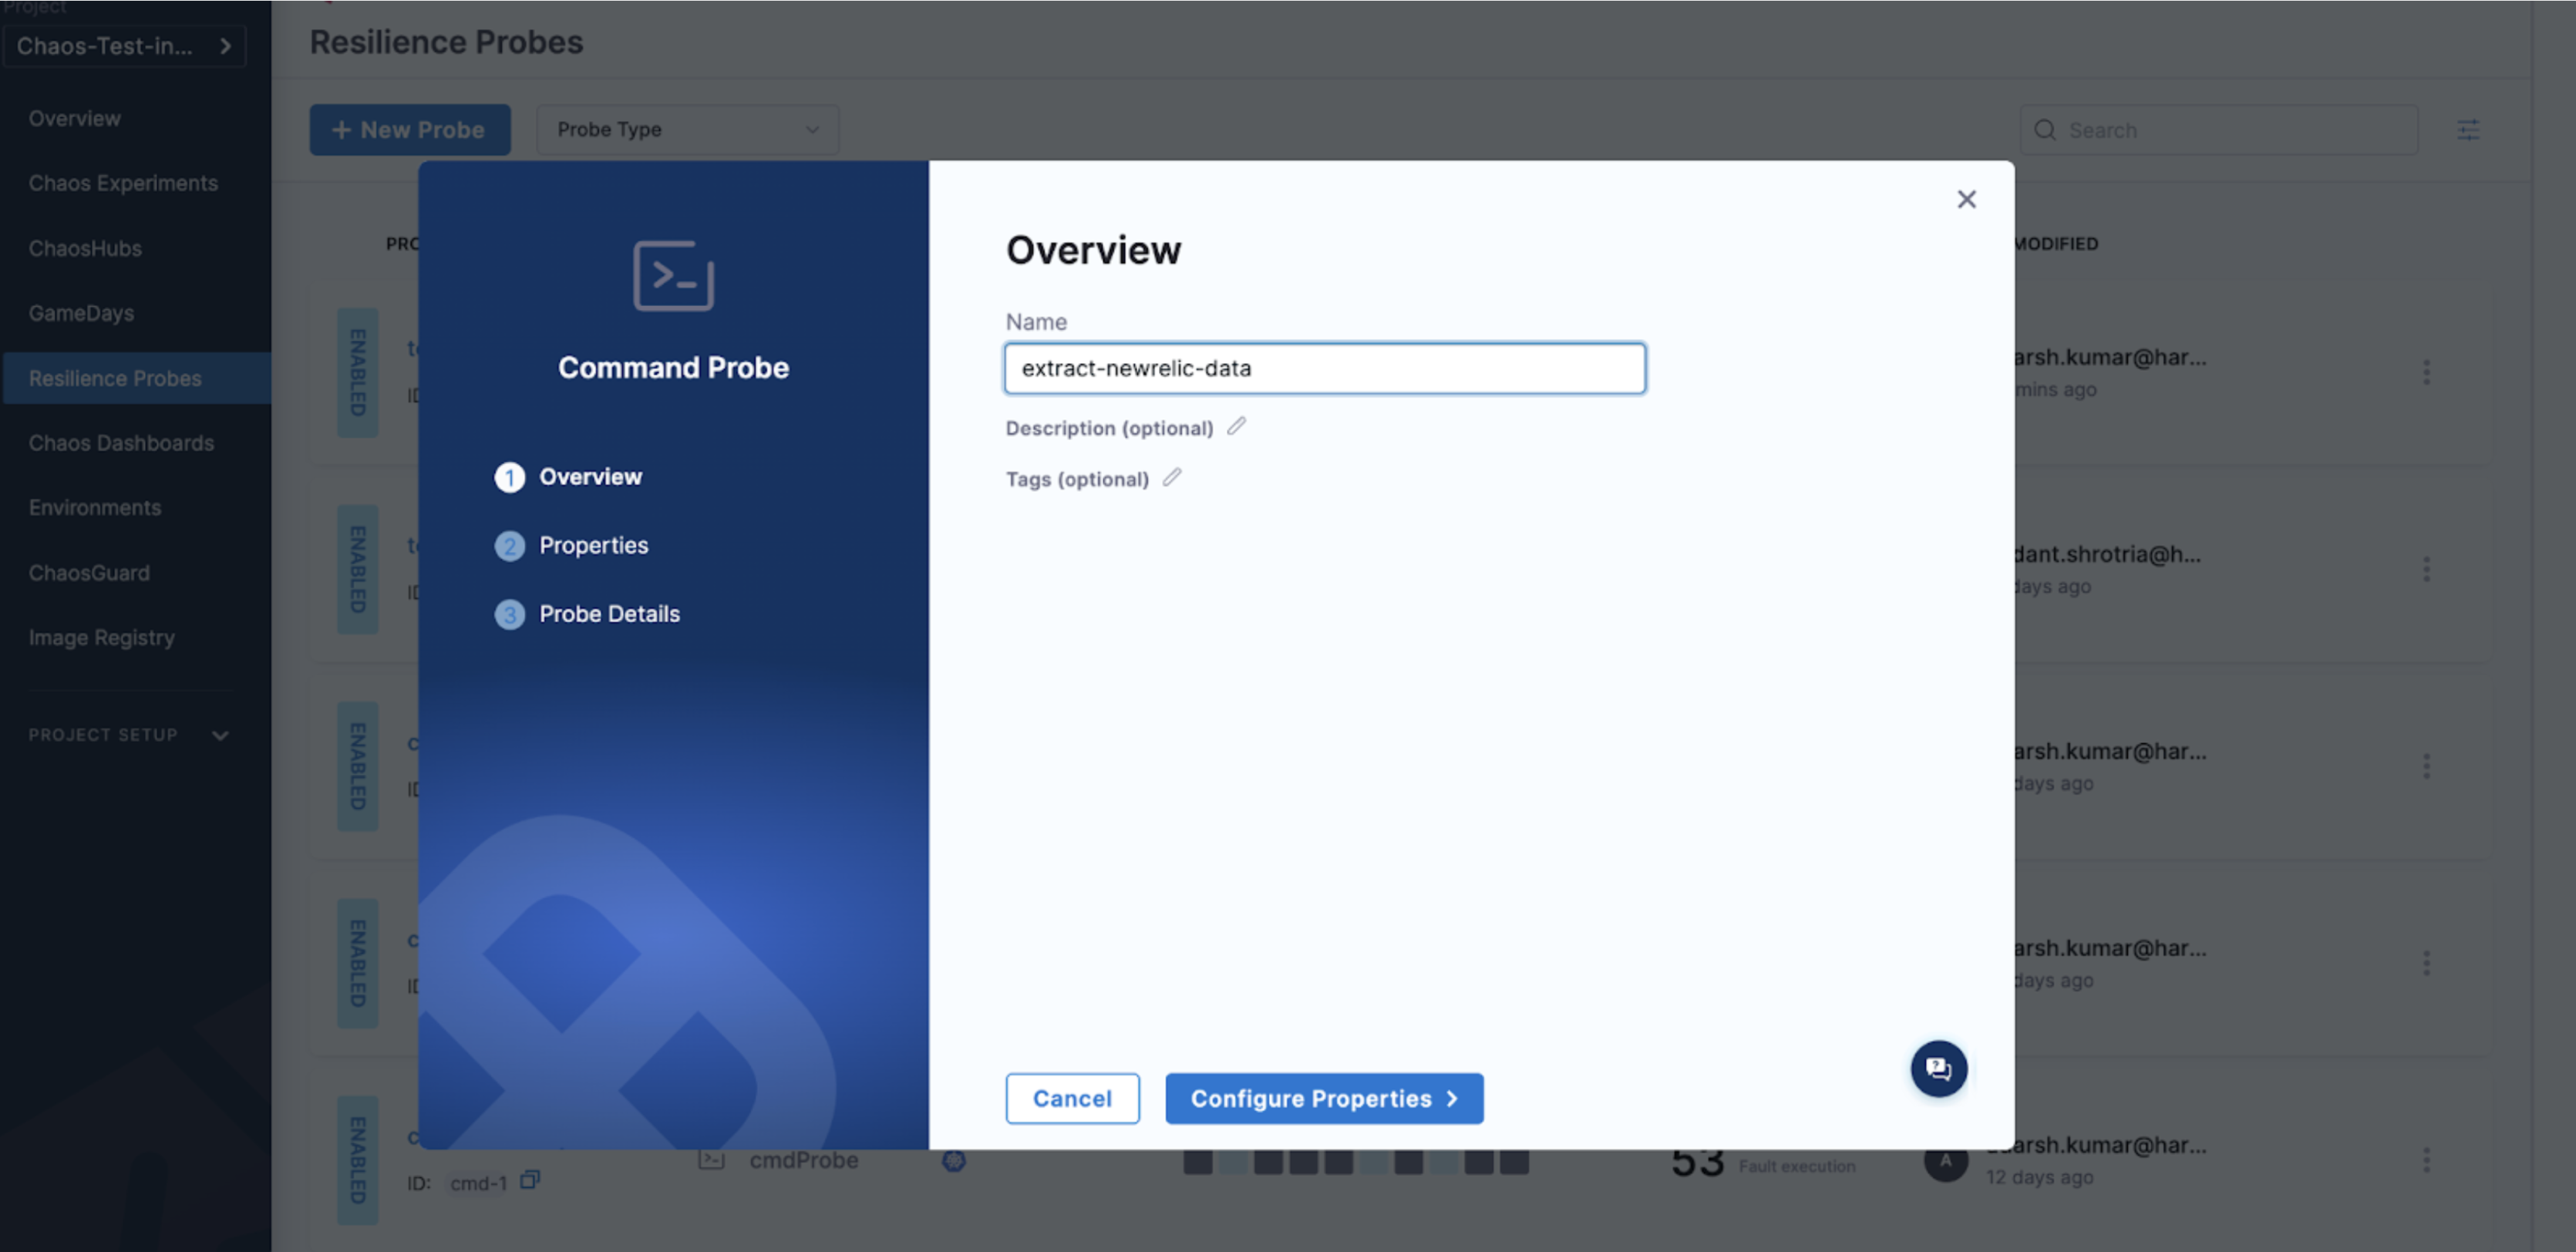 Project
Chaos-Test-in...
Overview
Chaos Experiments
ChaosHubs
GameDays
Resilience Probes
Chaos Dashboards
Environments
ChaosGuard
Image Registry
PROJECT SETUP
Resilience Probes
+ New Probe
Probe Type
Search
MODIFIED
ENABLED
arsh.kumar@har...
mins ago
ENABLED
dant.shrotria@h...
days ago
ENABLED
arsh.kumar@har...
days ago
ENABLED
arsh.kumar@har...
days ago
ENABLED
ID: cmd-1
cmdProbe
53 Fault execution
A
arsh.kumar@har...
12 days ago
Command Probe
1 Overview
2 Properties
3 Probe Details
Overview
Name
extract-newrelic-data
Description (optional)
Tags (optional)
Cancel
Configure Properties >